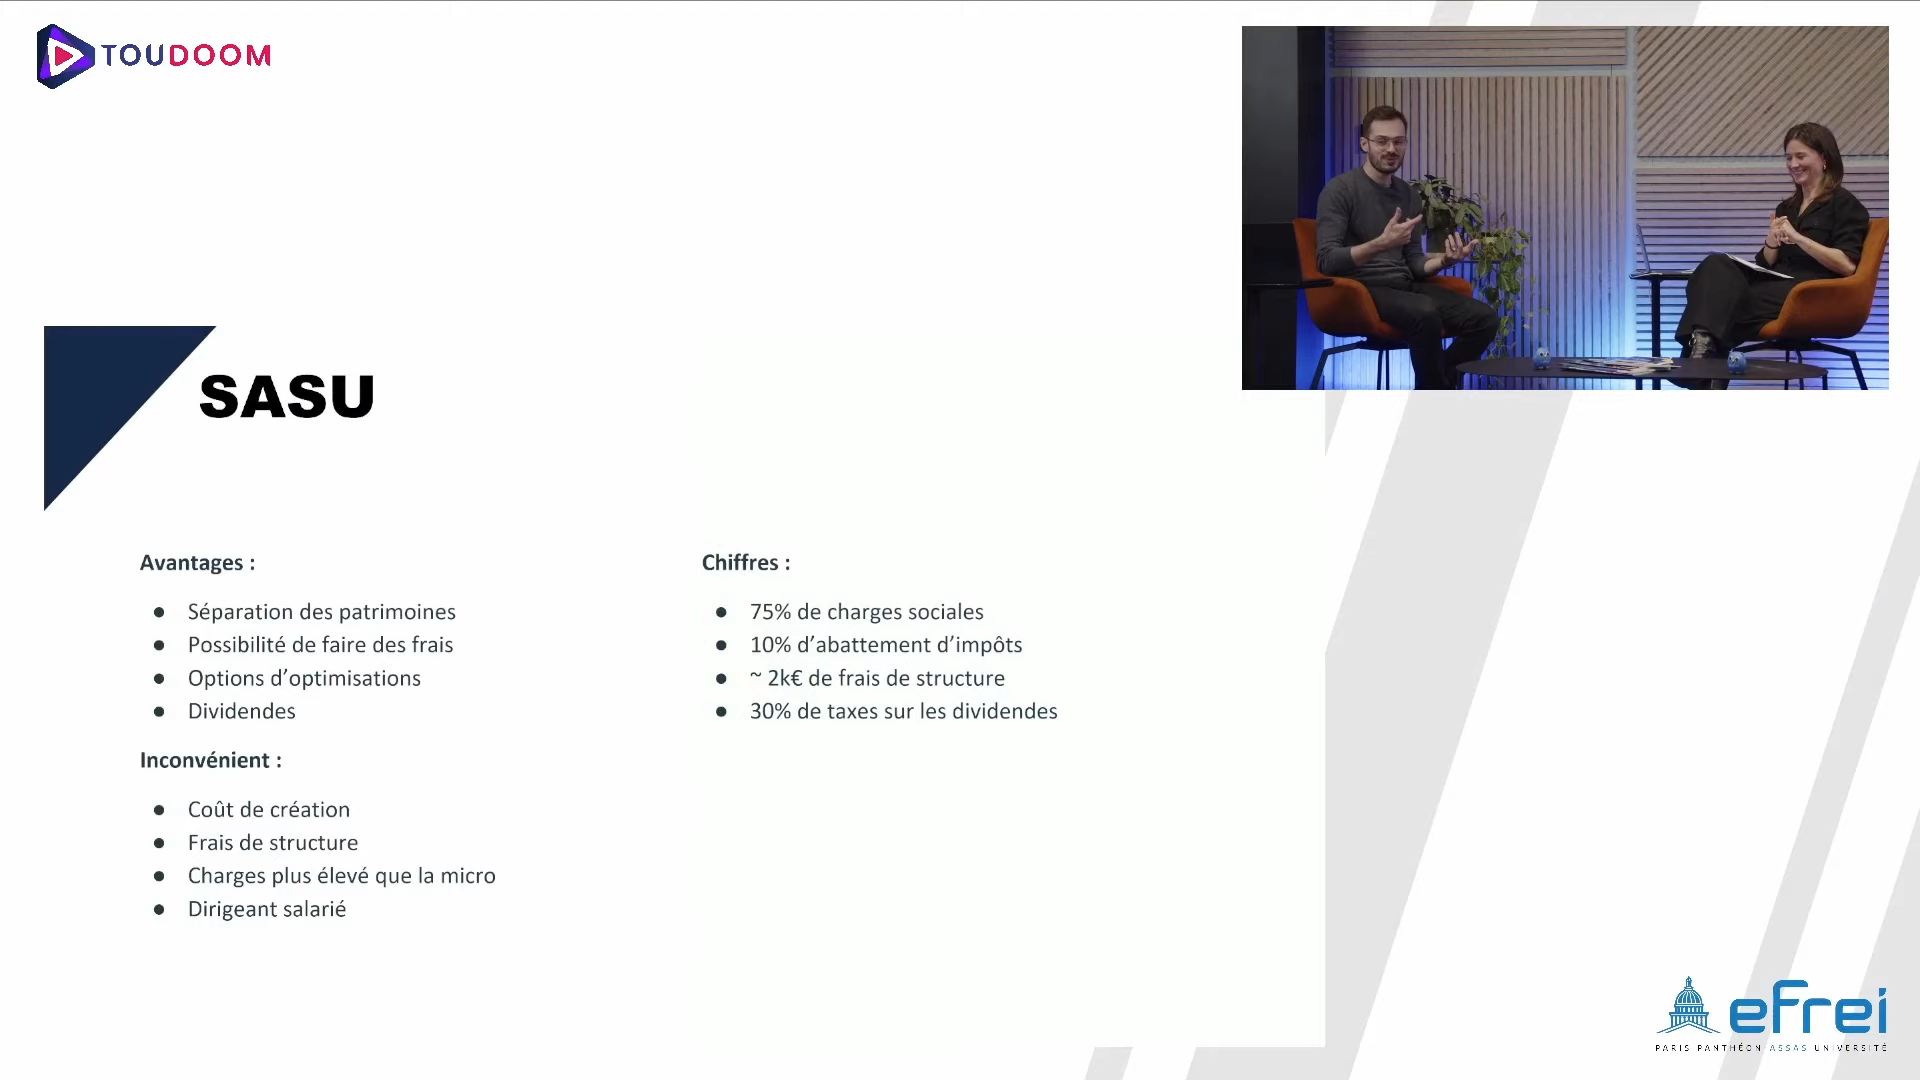 TOUDOOM
SASU
Avantages :
● Séparation des patrimoines
● Possibilité de faire des frais
● Options d’optimisations
● Dividendes
Inconvénient :
● Coût de création
● Frais de structure
● Charges plus élevé que la micro
● Dirigeant salarié
Chiffres :
● 75% de charges sociales
● 10% d’abattement d’impôts
● ~ 2k€ de frais de structure
● 30% de taxes sur les dividendes
efrei
PARIS PANTHÉON ASSAS UNIVERSITÉ